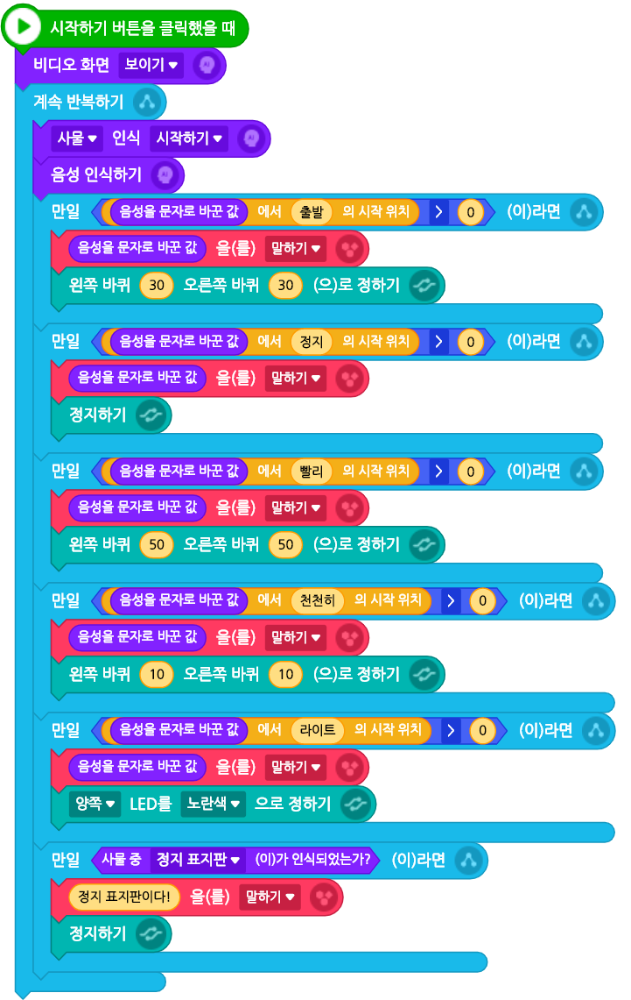 시작하기 버튼을 클릭했을 때
비디오 화면 보이기 AI
계속 반복하기
사물 인식 시작하기 AI
음성 인식하기 AI
만일 음성을 문자로 바꾼 값 에서 출발 의 시작 위치 > 0 (이)라면
음성을 문자로 바꾼 값 을(를) 말하기
왼쪽 바퀴 30 오른쪽 바퀴 30 (으)로 정하기
만일 음성을 문자로 바꾼 값 에서 정지 의 시작 위치 > 0 (이)라면
음성을 문자로 바꾼 값 을(를) 말하기
정지하기
만일 음성을 문자로 바꾼 값 에서 빨리 의 시작 위치 > 0 (이)라면
음성을 문자로 바꾼 값 을(를) 말하기
왼쪽 바퀴 50 오른쪽 바퀴 50 (으)로 정하기
만일 음성을 문자로 바꾼 값 에서 천천히 의 시작 위치 > 0 (이)라면
음성을 문자로 바꾼 값 을(를) 말하기
왼쪽 바퀴 10 오른쪽 바퀴 10 (으)로 정하기
만일 음성을 문자로 바꾼 값 에서 라이트 의 시작 위치 > 0 (이)라면
음성을 문자로 바꾼 값 을(를) 말하기
양쪽 LED를 노란색 으로 정하기
만일 사물 중 정지 표지판 (이)가 인식되었는가? (이)라면
정지 표지판이다! 을(를) 말하기
정지하기